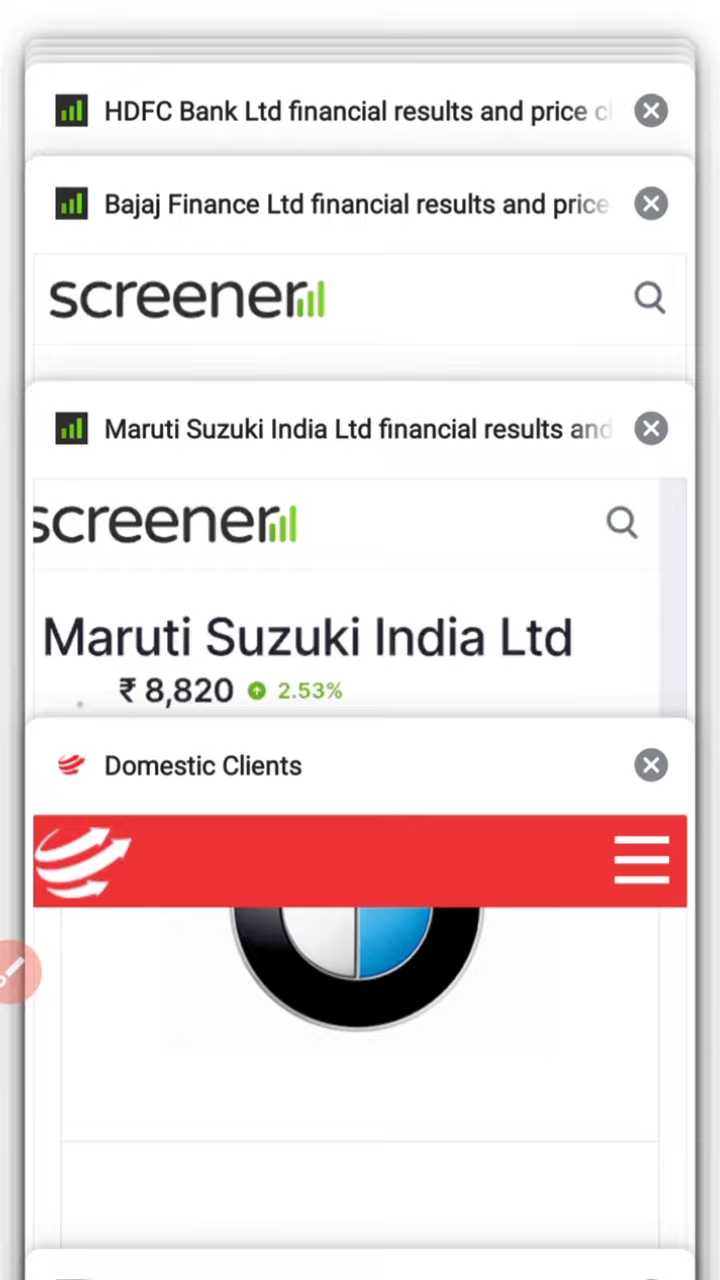 HDFC Bank Ltd financial results and price
Bajaj Finance Ltd financial results and price
screener
Maruti Suzuki India Ltd financial results and
screener
Maruti Suzuki India Ltd
₹ 8,820 2.53%
Domestic Clients